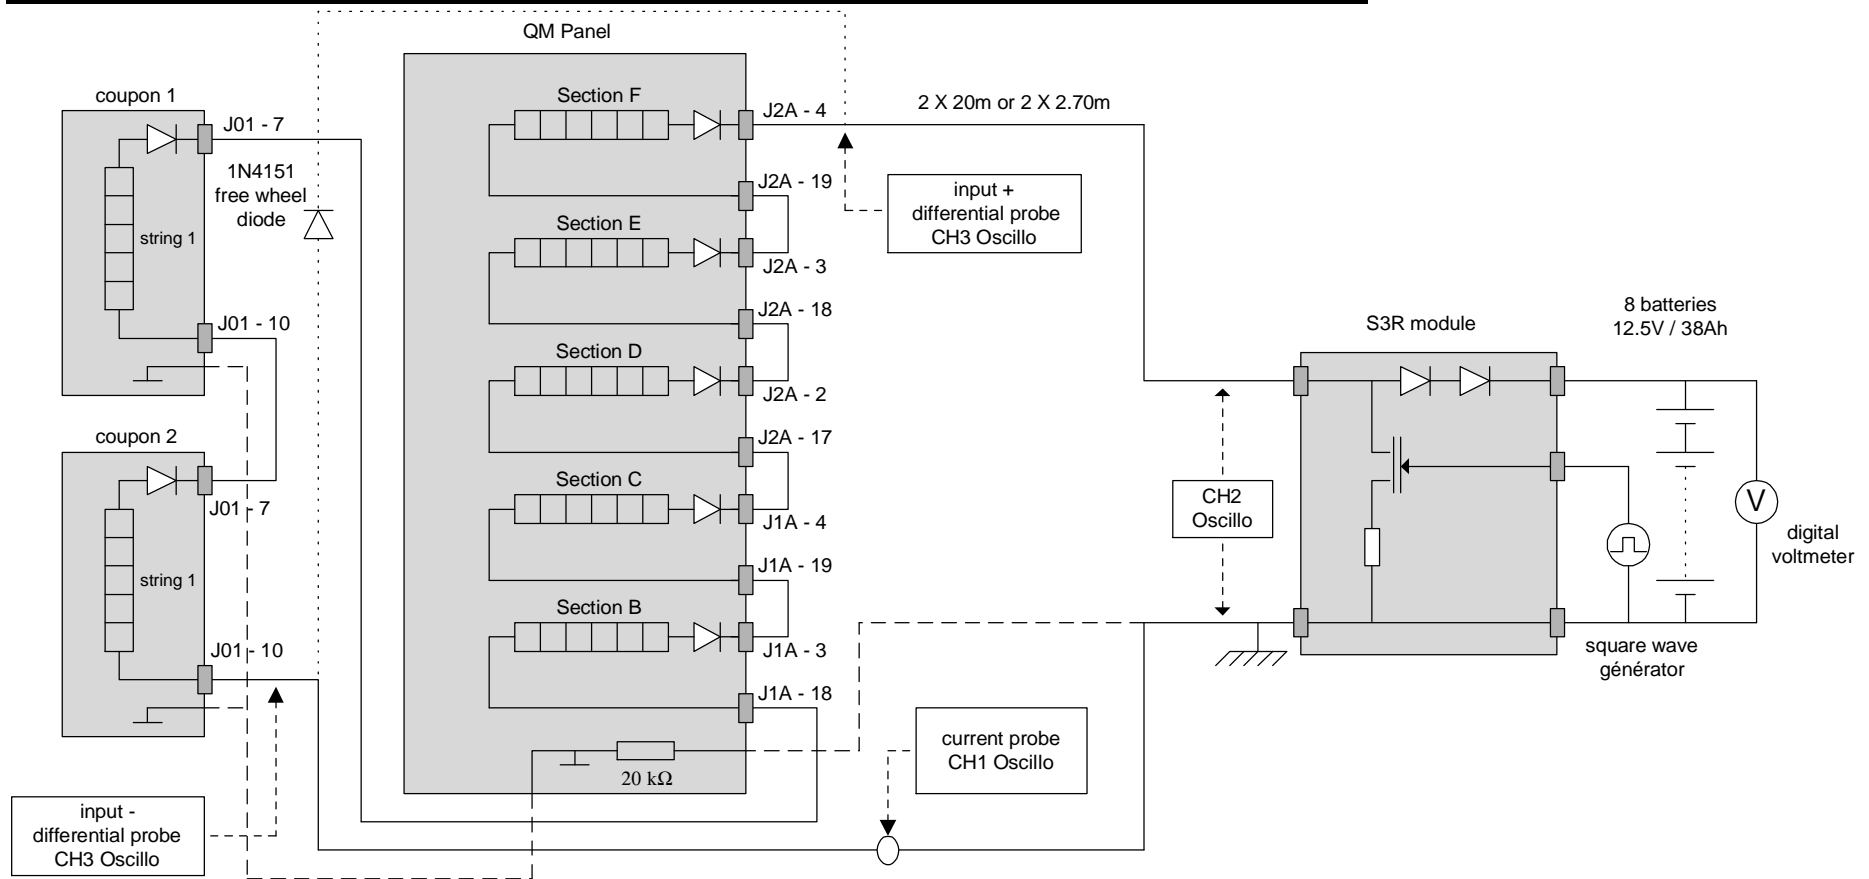 QM Panel
coupon 1
J01 - 7
1N4151
free wheel
diode
string 1
J01 - 10
coupon 2
J01 - 7
string 1
J01 - 10
input -
differential probe
CH3 Oscillo
Section F
J2A - 4
J2A - 19
Section E
J2A - 3
J2A - 18
Section D
J2A - 2
J2A - 17
Section C
J1A - 4
J1A - 19
Section B
J1A - 3
J1A - 18
20 kΩ
2 X 20m or 2 X 2.70m
input +
differential probe
CH3 Oscillo
current probe
CH1 Oscillo
CH2
Oscillo
S3R module
8 batteries
12.5V / 38Ah
V
digital
voltmeter
square wave
générator